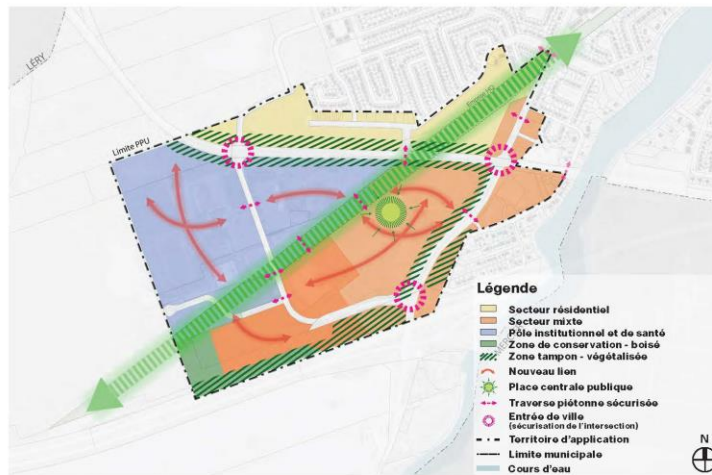 LÉRY
Limite PPU
Légende
Secteur résidentiel
Secteur mixte
Pôle institutionnel et de santé
Zone de conservation - boisé
Zone tampon - végétalisée
Nouveau lien
Place centrale publique
Traverse piétonne sécurisée
Entrée de ville
(sécurisation de l'intersection)
Territoire d'application
Limite municipale
Cours d'eau
N